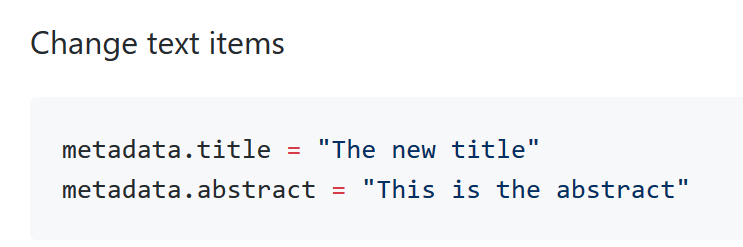 Change text items
metadata.title = "The new title"
metadata.abstract = "This is the abstract"